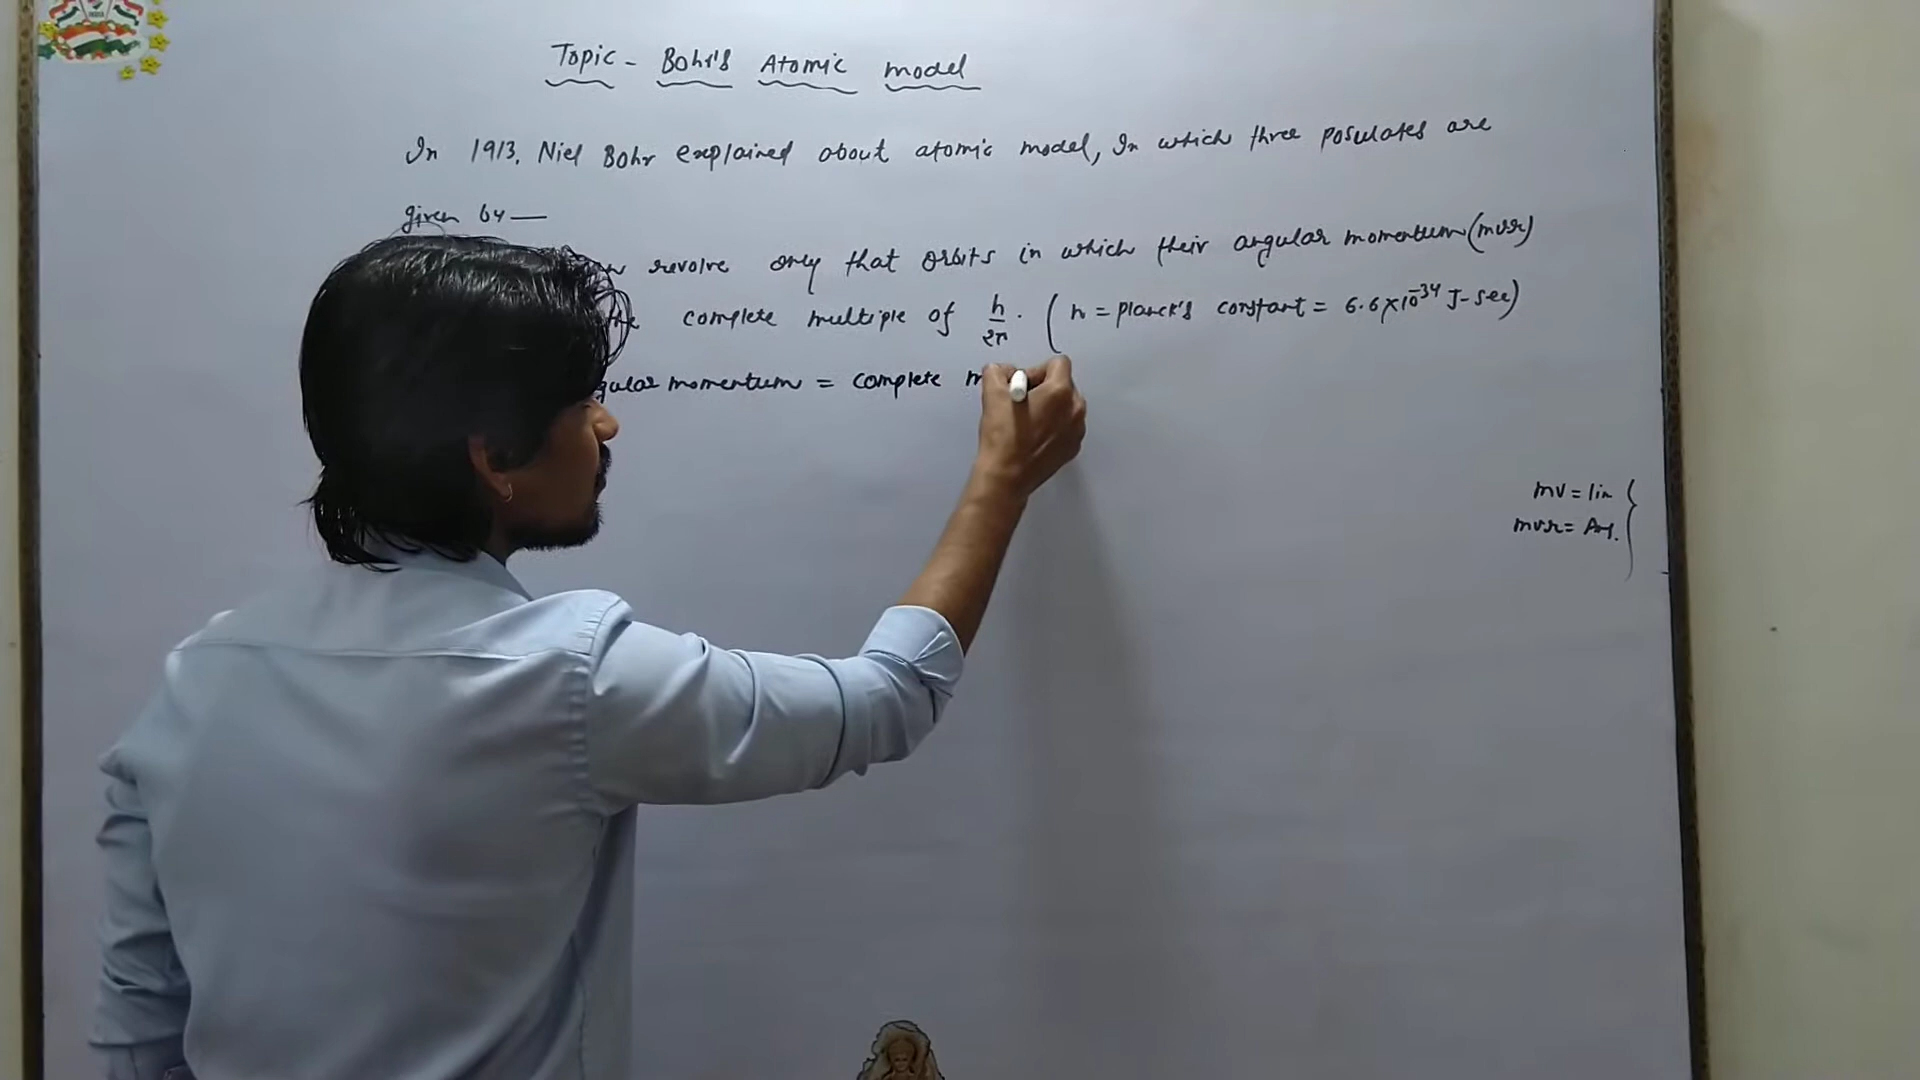 Topic - Bohr's Atomic model
In 1913, Niel Bohr explained about atomic model, In which three posulates are
given by —
revolve only that orbits in which their angular momentum (mvr)
the complete multiple of h/2π. (h = planck's constant = 6.6×10⁻³⁴ J-sec)
gular momentum = complete m
mv = lin
mvr = Ang.